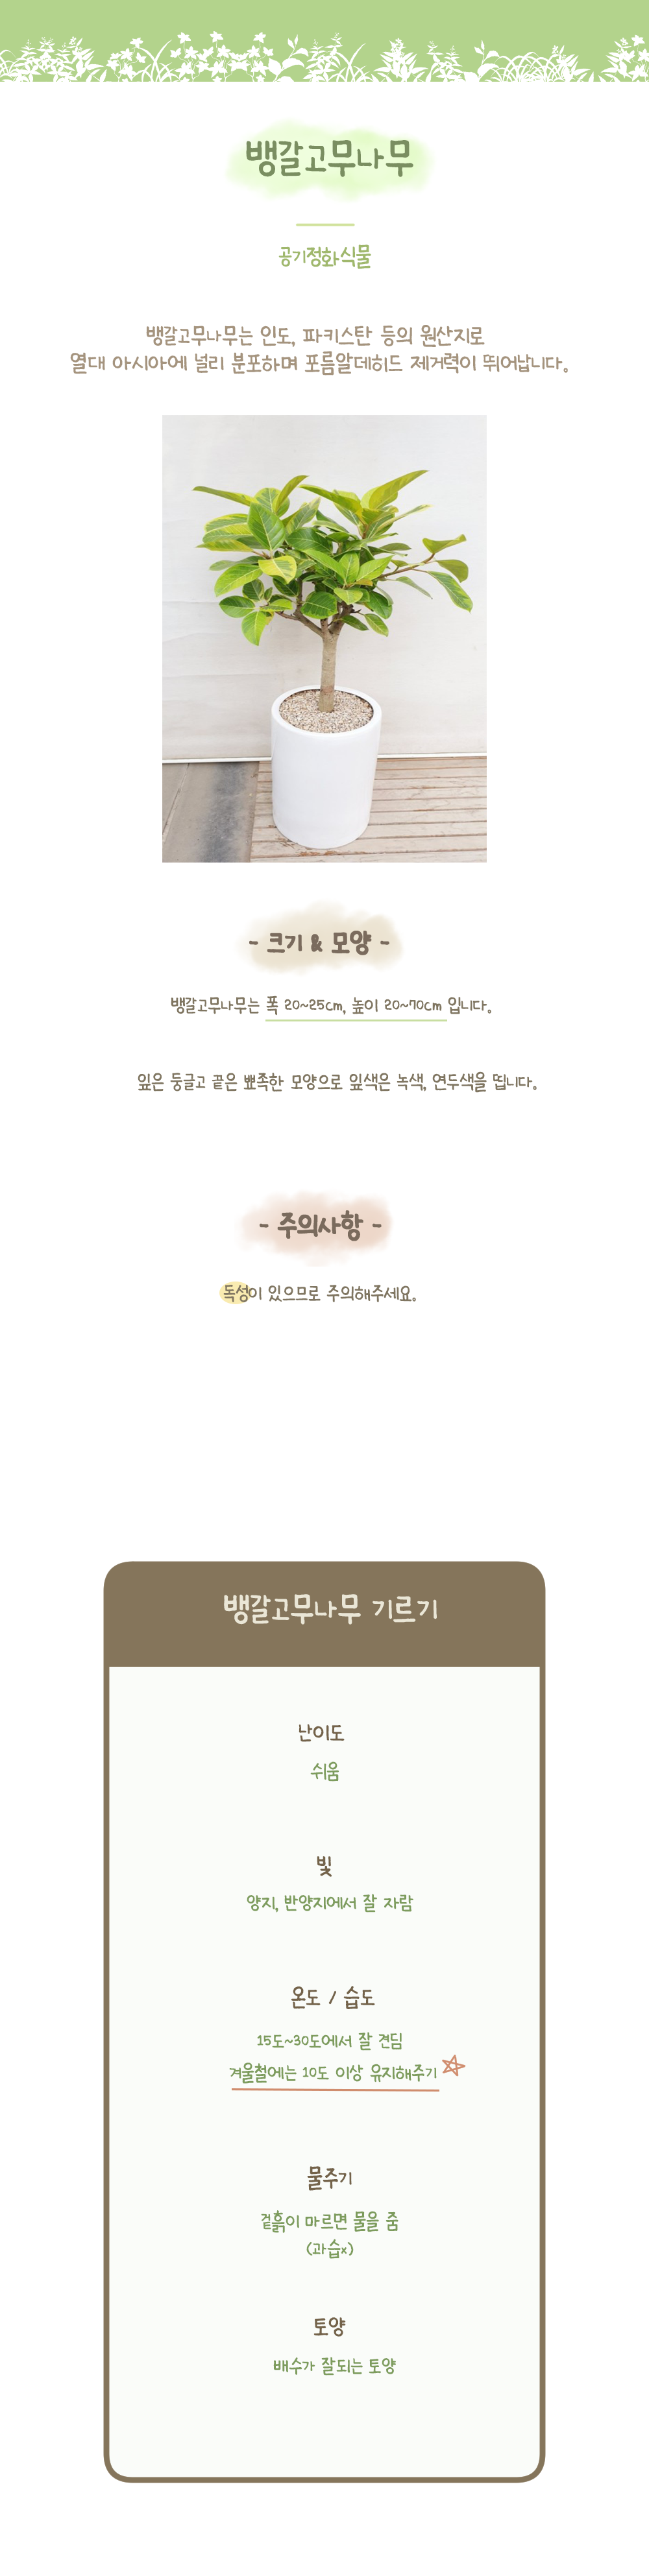 뱅갈고무나무
공기정화식물
뱅갈고무나무는 인도, 파키스탄 등의 원산지로
열대 아시아에 널리 분포하며 포름알데히드 제거력이 뛰어납니다.
- 크기 & 모양 -
뱅갈고무나무는 폭 20~25cm, 높이 20~70cm 입니다.
잎은 둥글고 끝은 뾰족한 모양으로 잎색은 녹색, 연두색을 띕니다.
- 주의사항 -
독성이 있으므로 주의해주세요.
뱅갈고무나무 기르기
난이도
쉬움
빛
양지, 반양지에서 잘 자람
온도 / 습도
15도~30도에서 잘 견딤
겨울철에는 10도 이상 유지해주기
물주기
겉흙이 마르면 물을 줌
(과습x)
토양
배수가 잘되는 토양